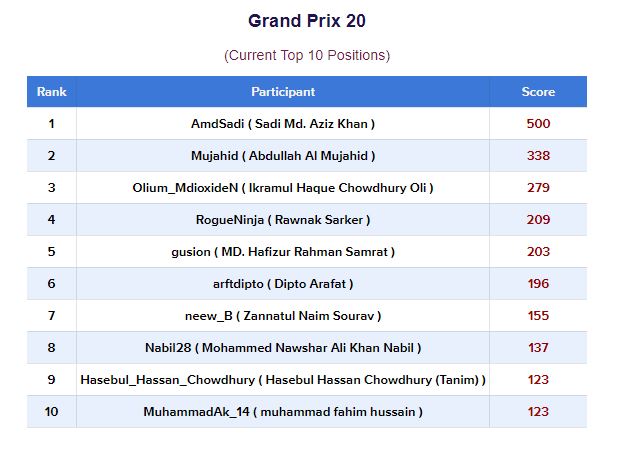 Grand Prix 20
(Current Top 10 Positions)
Rank Participant Score
1 AmdSadi ( Sadi Md. Aziz Khan ) 500
2 Mujahid ( Abdullah Al Mujahid ) 338
3 Olium_MdioxideN ( Ikramul Haque Chowdhury Oli ) 279
4 RogueNinja ( Rawnak Sarker ) 209
5 gusion ( MD. Hafizur Rahman Samrat ) 203
6 arftdipto ( Dipto Arafat ) 196
7 neew_B ( Zannatul Naim Sourav ) 155
8 Nabil28 ( Mohammed Nawshar Ali Khan Nabil ) 137
9 Hasebul_Hassan_Chowdhury ( Hasebul Hassan Chowdhury (Tanim) ) 123
10 MuhammadAk_14 ( muhammad fahim hussain ) 123